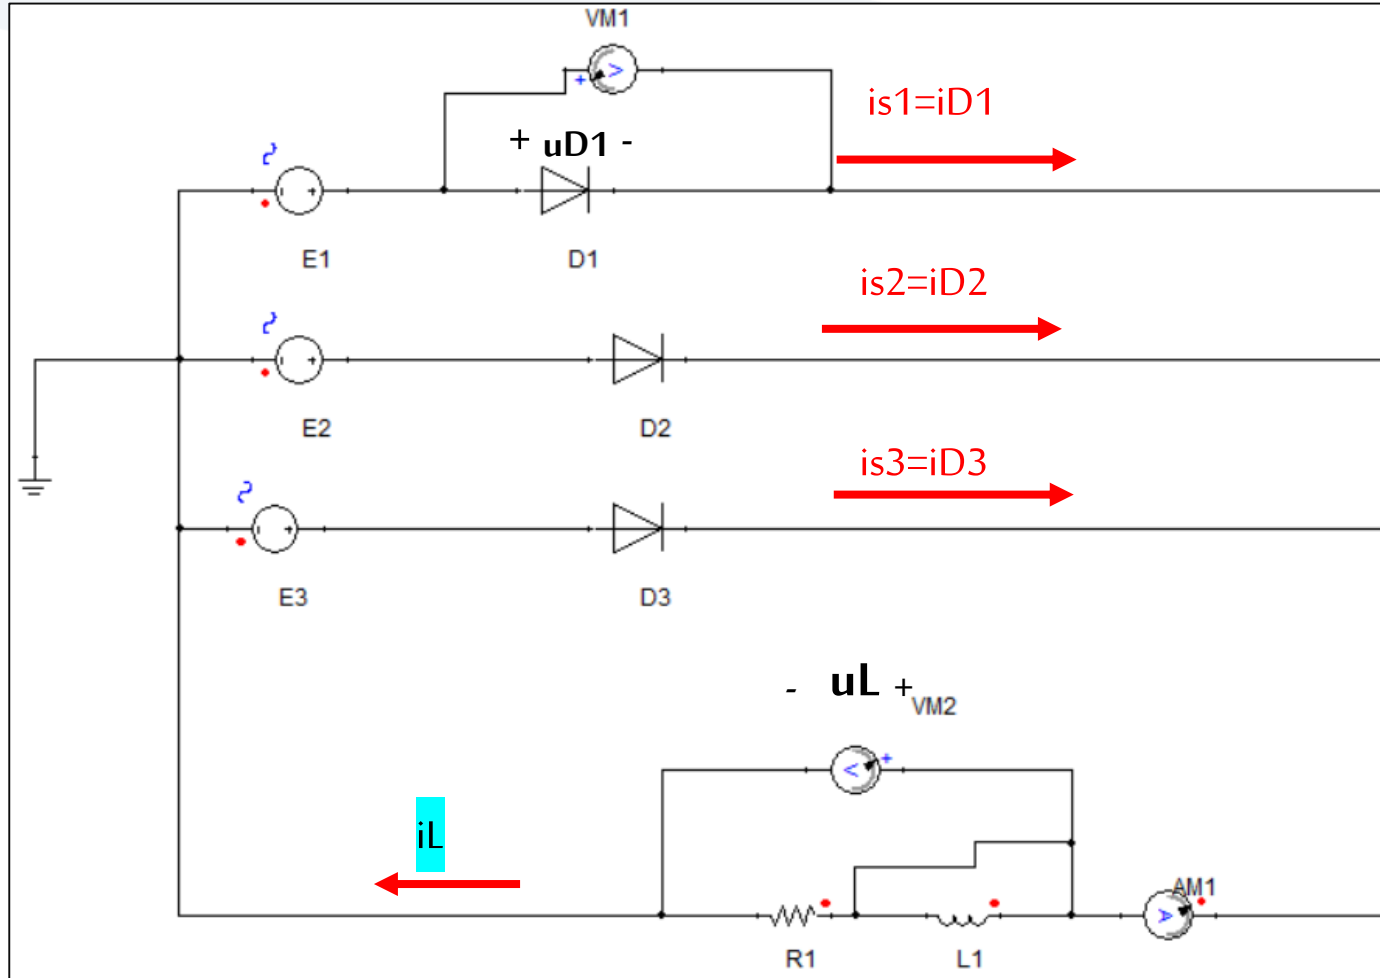 VM1
is1=iD1
+ uD1 -
E1
D1
is2=iD2
E2
D2
is3=iD3
E3
D3
- uL +
VM2
iL
AM1
R1
L1